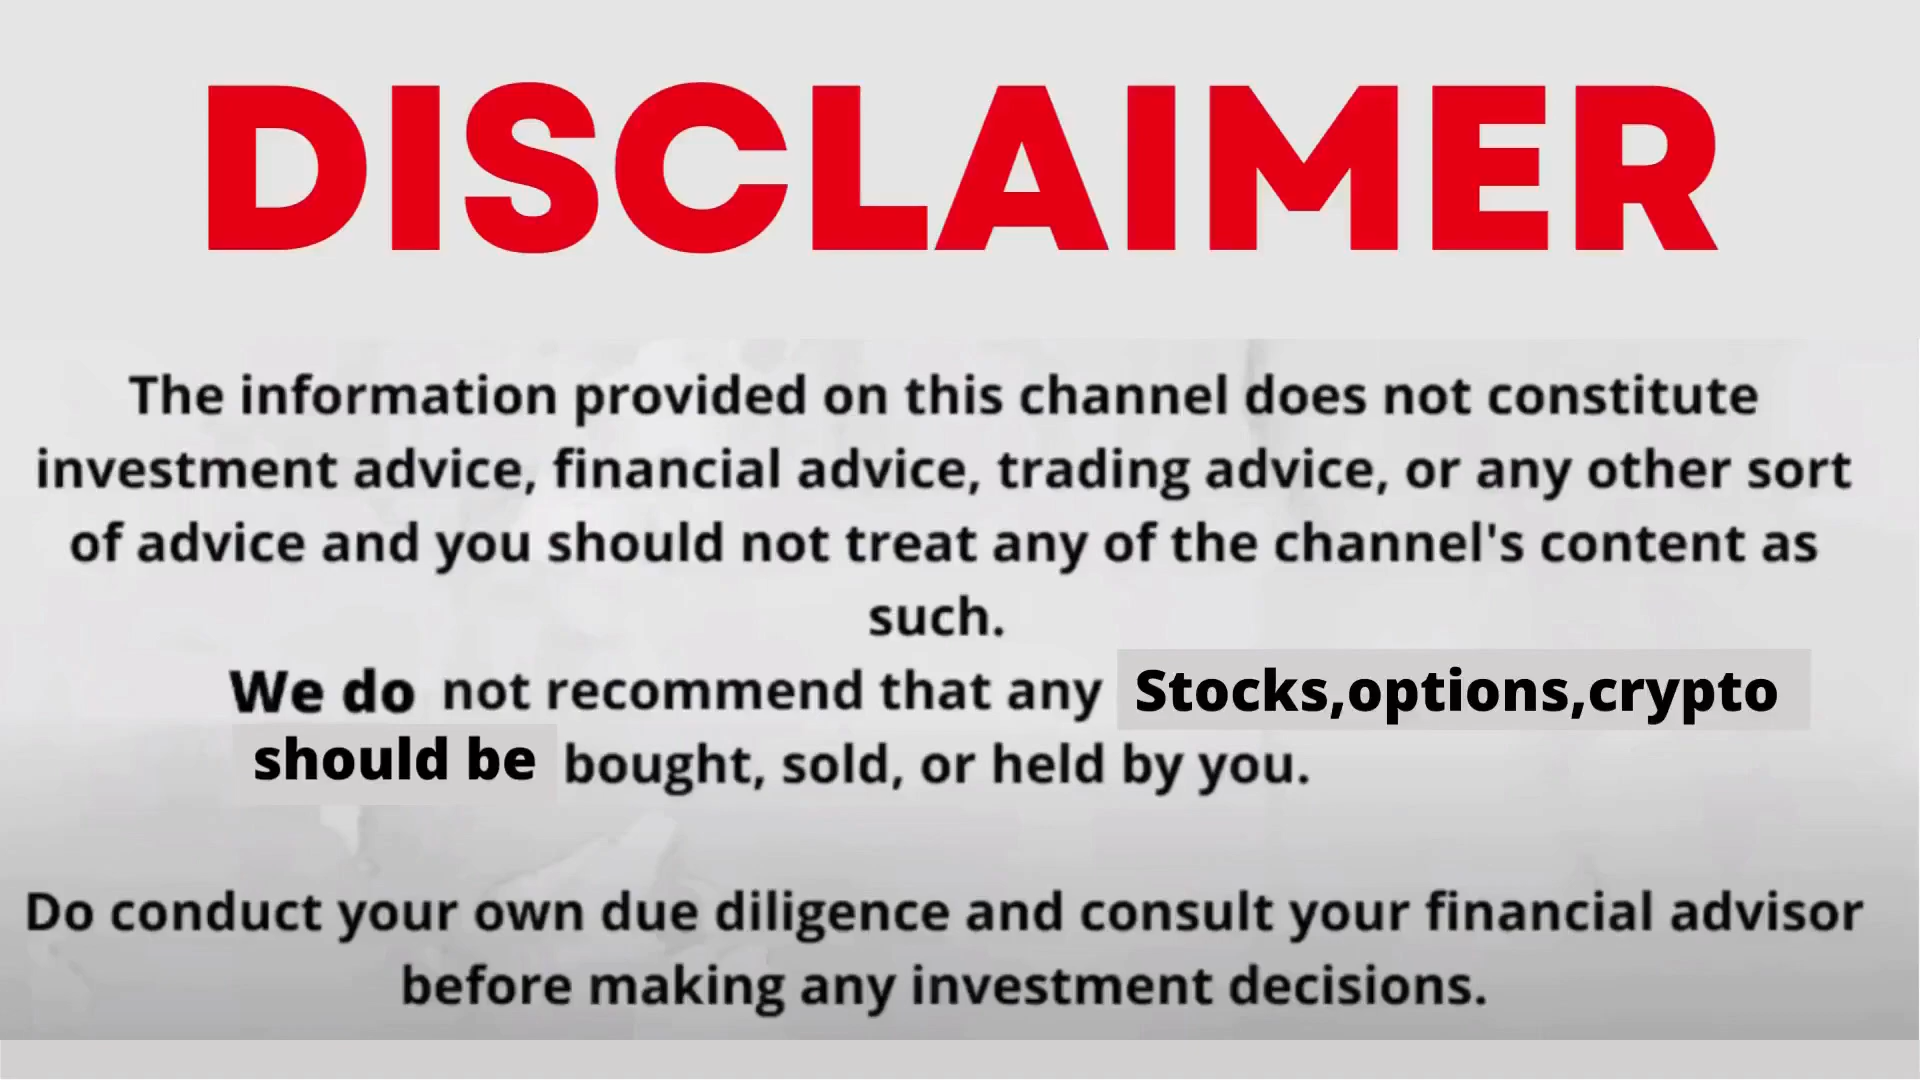 DISCLAIMER
The information provided on this channel does not constitute
investment advice, financial advice, trading advice, or any other sort
of advice and you should not treat any of the channel's content as
such.
We do not recommend that any Stocks,options,crypto
should be bought, sold, or held by you.
Do conduct your own due diligence and consult your financial advisor
before making any investment decisions.